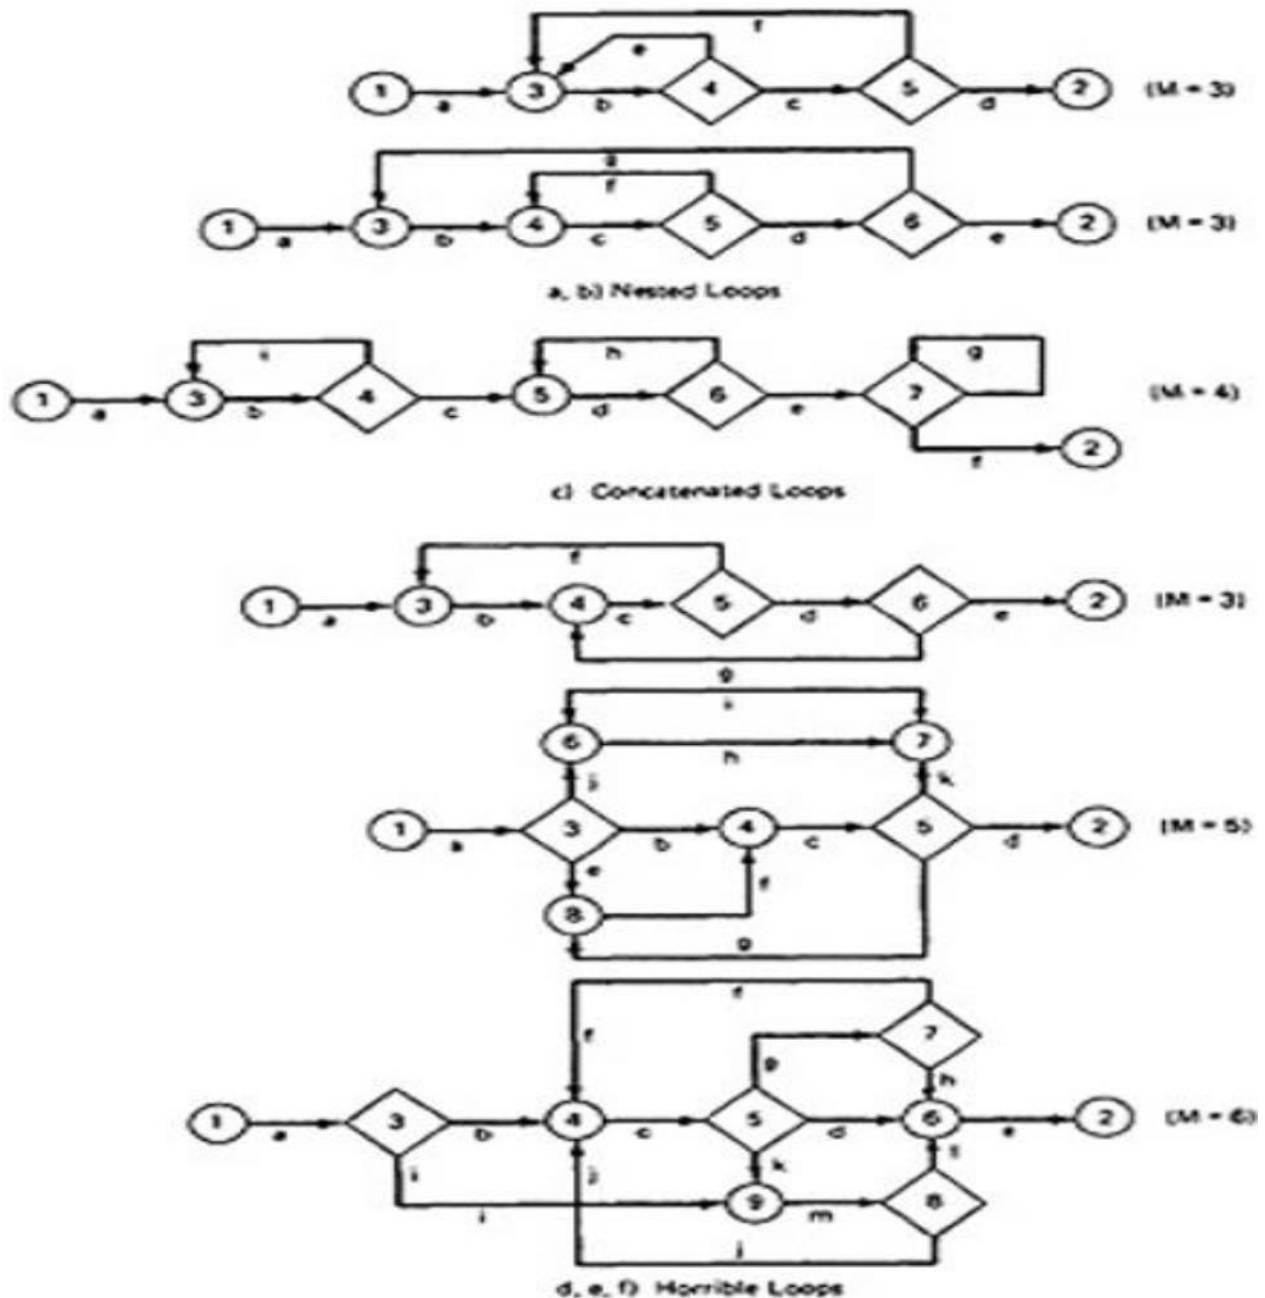 f
e
1 3 4 5 2 (M = 3)
a b c d
g
f
1 3 4 5 6 2 (M = 3)
a b c d e
a, b) Nested Loops
i h g
1 3 4 5 6 7 (M = 4)
a b c d e
2
f
c) Concatenated Loops
f
1 3 4 5 6 2 (M = 3)
a b c d e
g
i
6 7
h
j k
1 3 4 5 2 (M = 5)
a b c d
e f
8
g
f
f 7
g h
1 3 4 5 6 2 (M = 6)
a b c d e
i j k l
9 8
i m
j
d, e, f) Horrible Loops